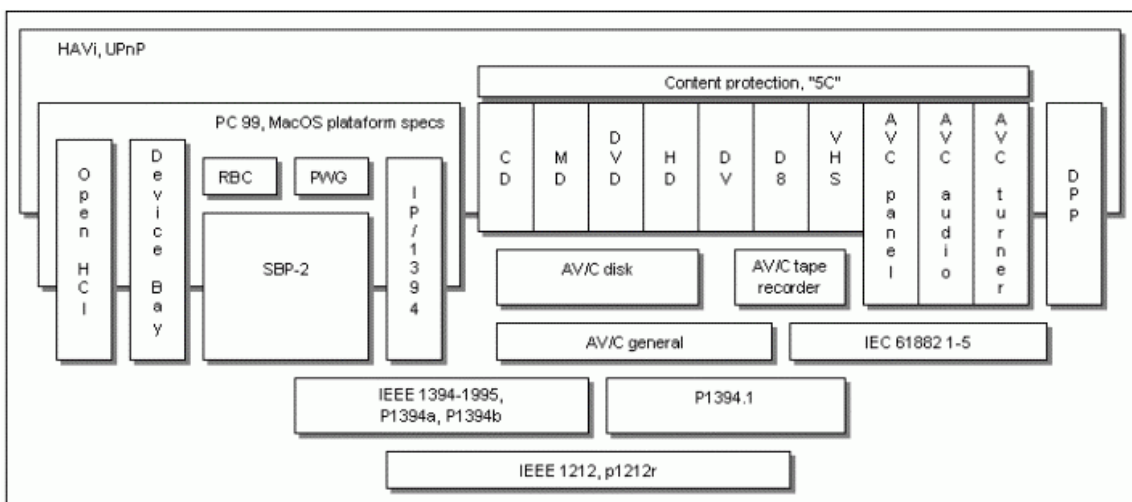 HAVi, UPnP
Content protection, "5C"
PC 99, MacOS plataform specs
Open HCI
Device Bay
RBC
PWG
IP/1394
SBP-2
CD
MD
DVD
HD
DV
D8
VHS
AVC panel
AVC audio
AVC turner
DPP
AV/C disk
AV/C tape
recorder
AV/C general
IEC 61882 1-5
IEEE 1394-1995,
P1394a, P1394b
P1394.1
IEEE 1212, p1212r